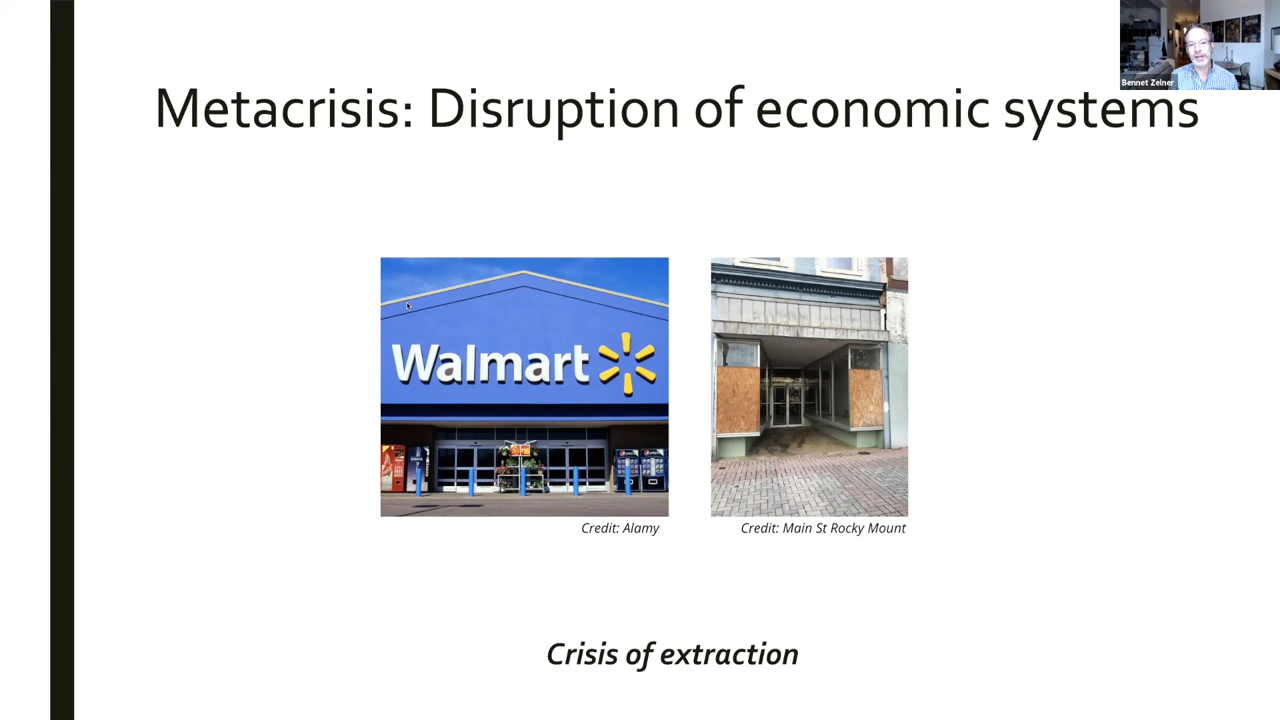 Bennet Zelner
Metacrisis: Disruption of economic systems
Walmart
Credit: Alamy
Credit: Main St Rocky Mount
Crisis of extraction